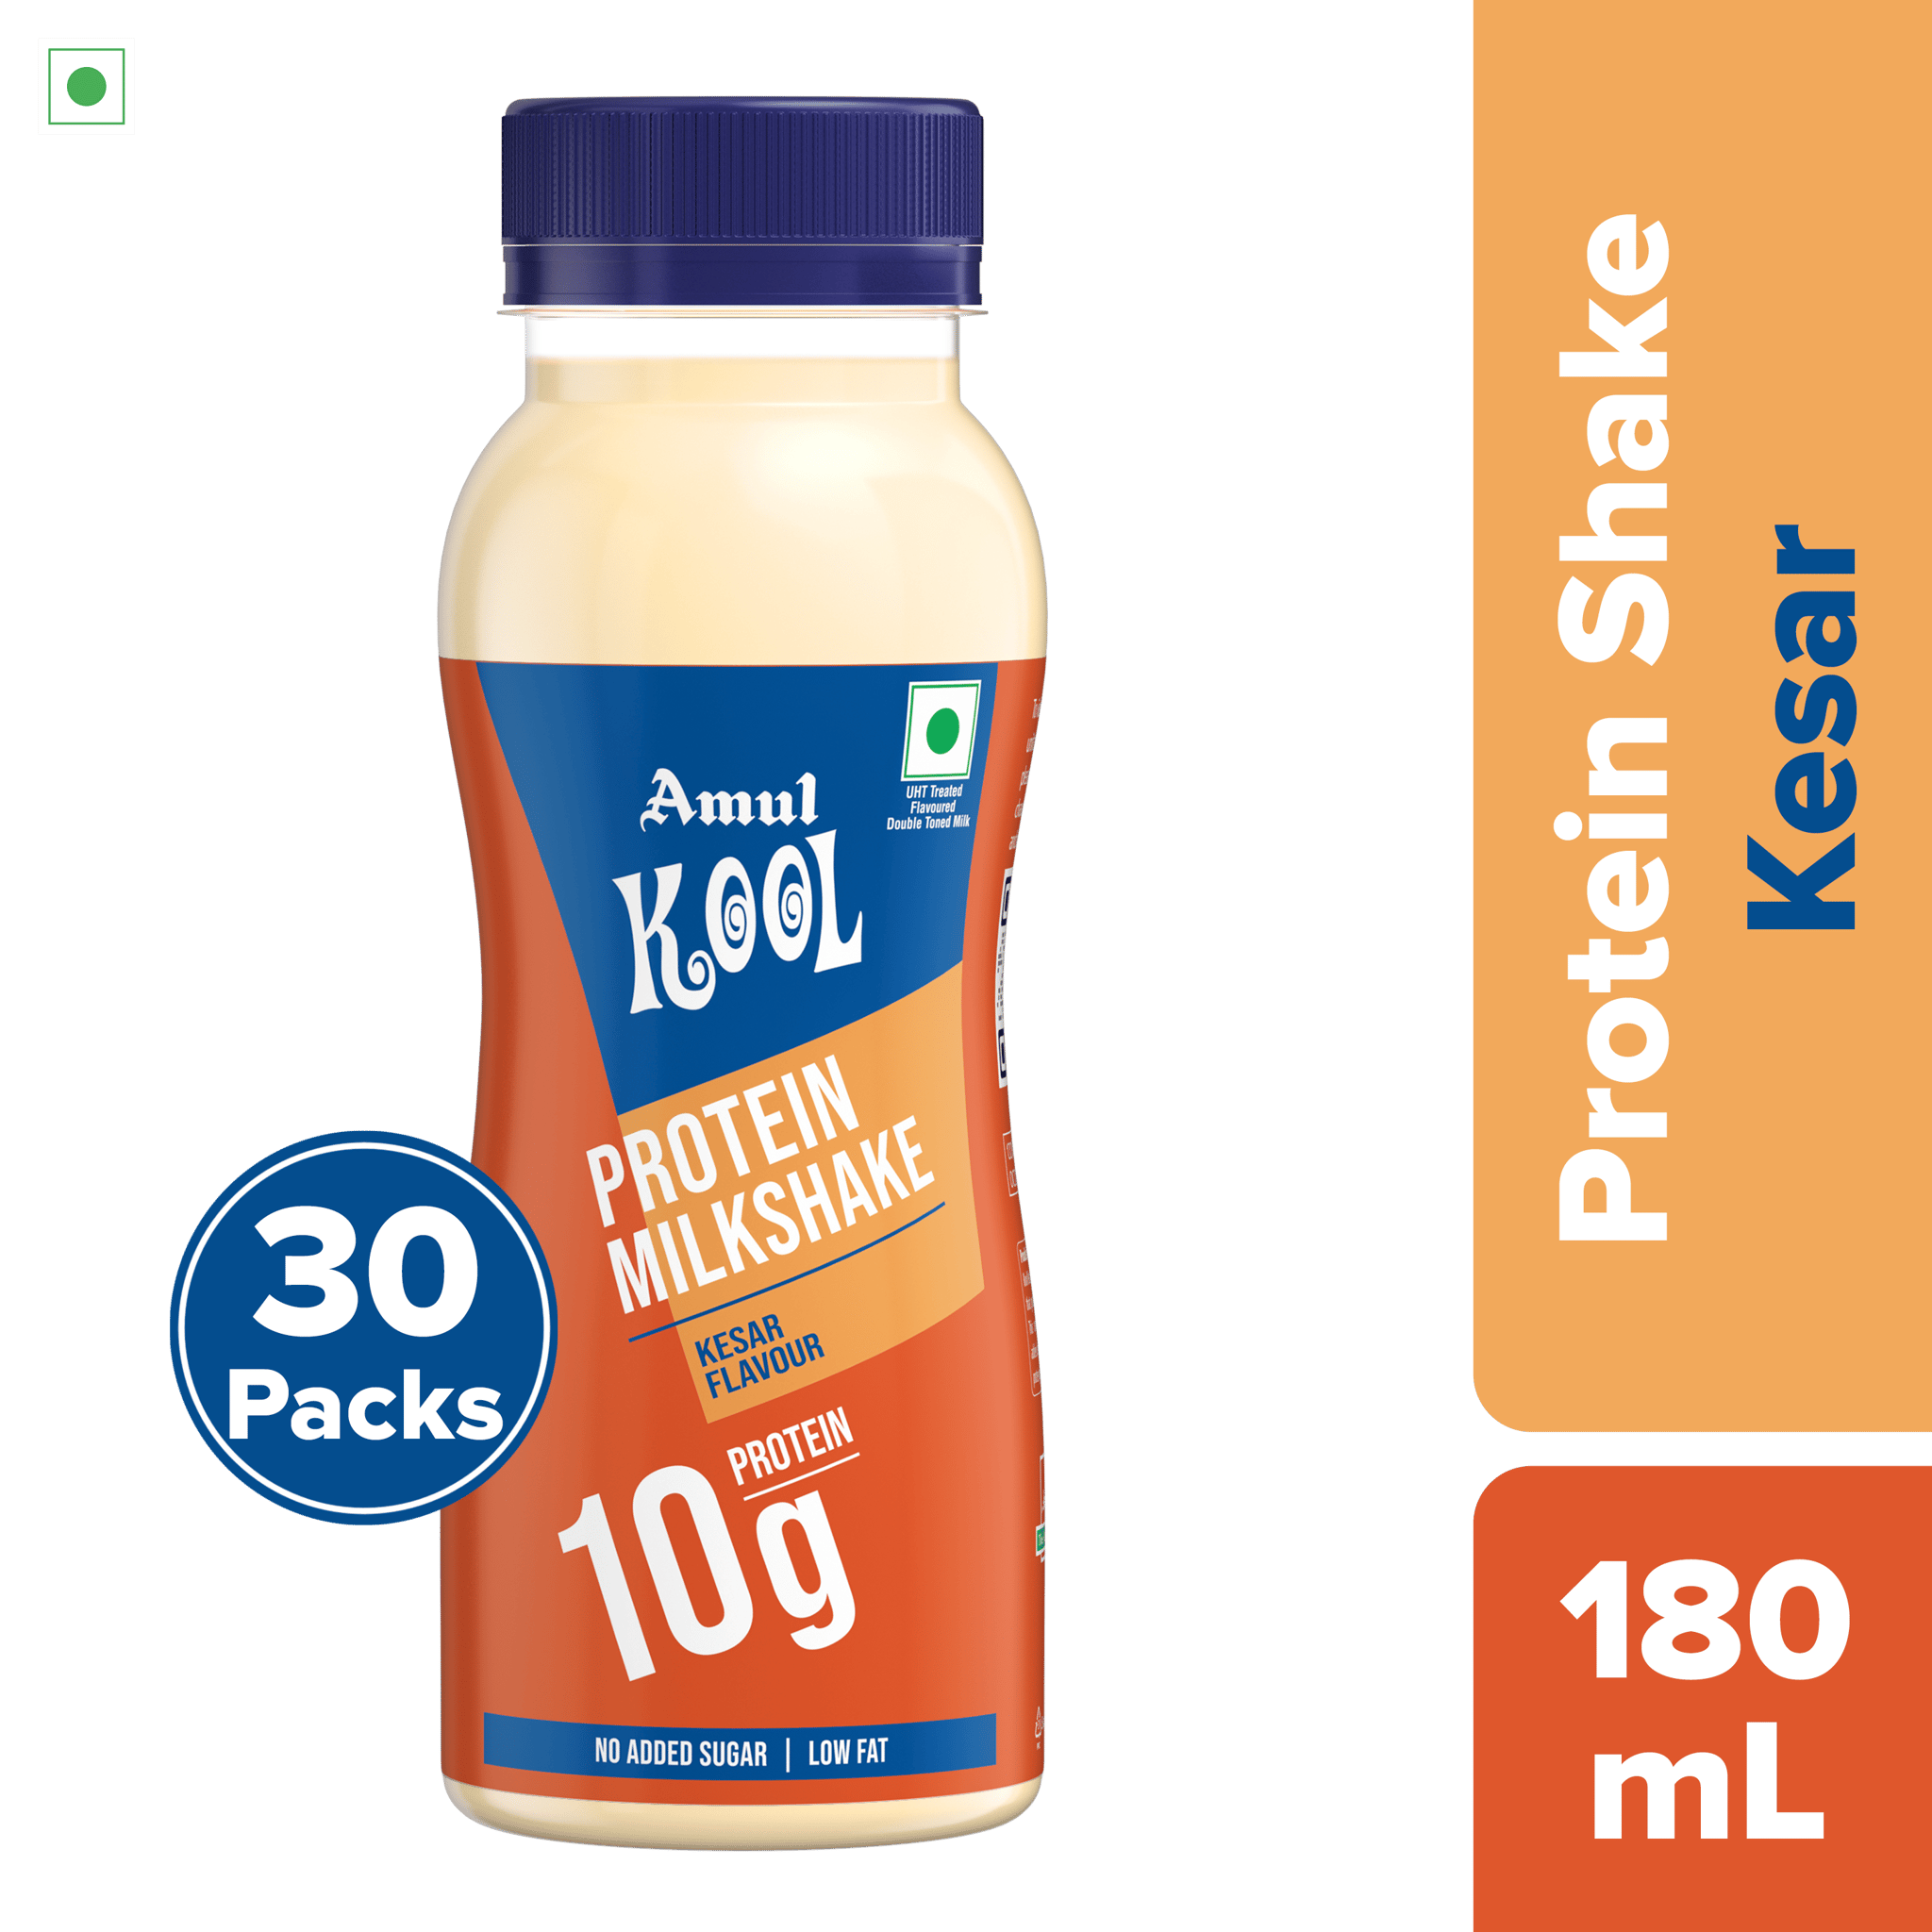 Amul
KOOL
UHT Treated
Flavoured
Double Toned Milk
PROTEIN
MILKSHAKE
KESAR
FLAVOUR
PROTEIN
10g
NO ADDED SUGAR | LOW FAT
30
Packs
Protein Shake
Kesar
180
mL